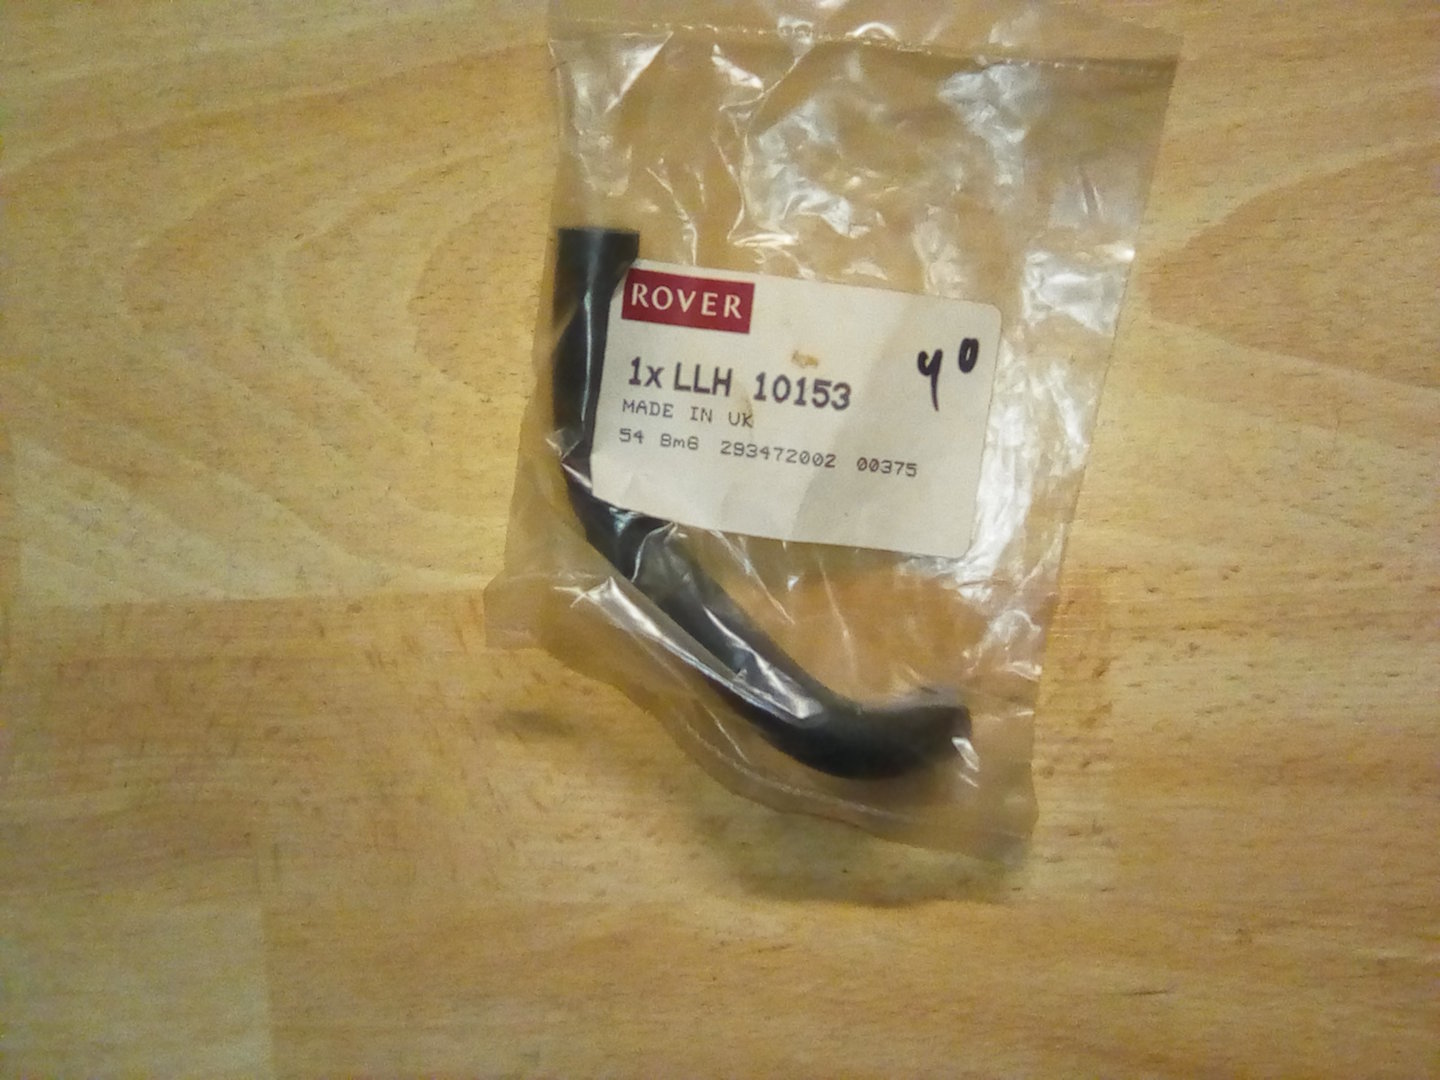 ROVER
1x LLH 10153
40
MADE IN UK
54 8m6 293472002 00375